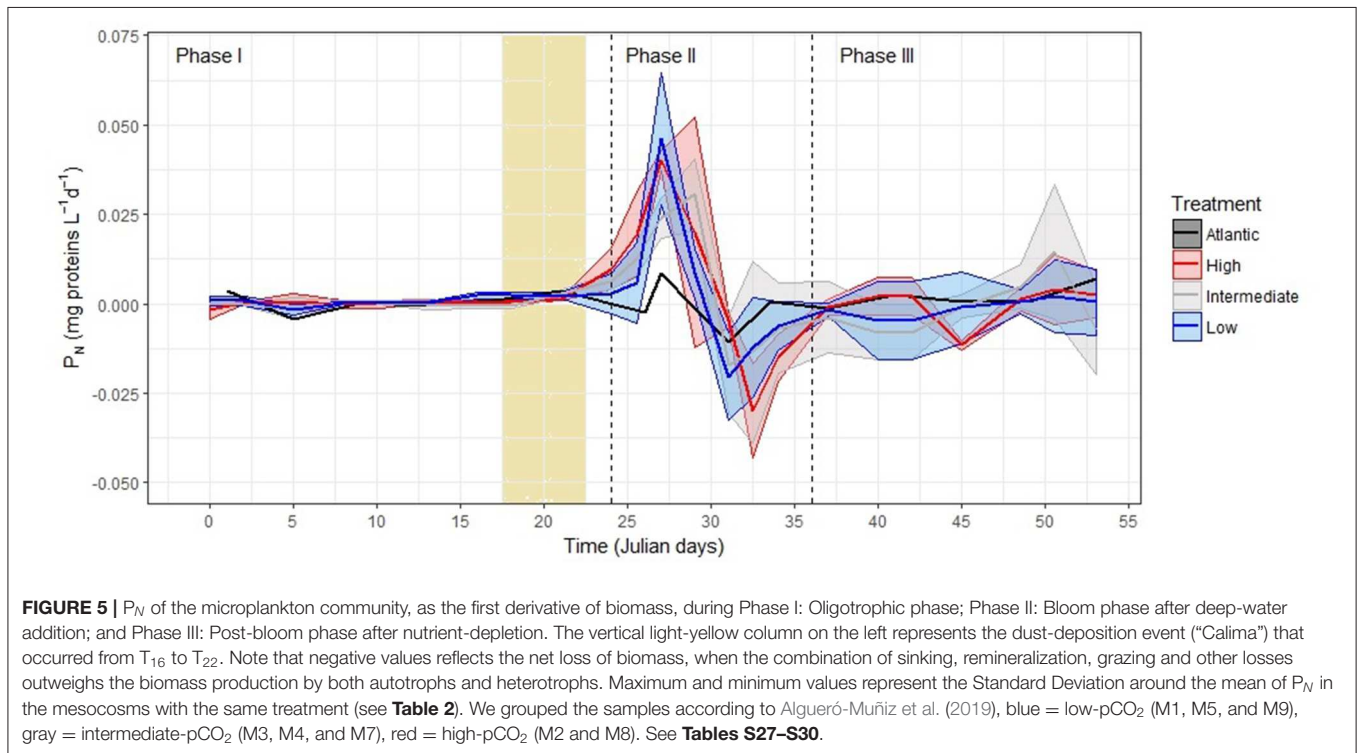 Phase I
Phase II
Phase III
0.075
0.050
0.025
0.000
-0.025
-0.050
P_N (mg proteins L⁻¹d⁻¹)
0 5 10 15 20 25 30 35 40 45 50 55
Time (Julian days)
Treatment
Atlantic
High
Intermediate
Low
FIGURE 5 | P_N of the microplankton community, as the first derivative of biomass, during Phase I: Oligotrophic phase; Phase II: Bloom phase after deep-water
addition; and Phase III: Post-bloom phase after nutrient-depletion. The vertical light-yellow column on the left represents the dust-deposition event (“Calima”) that
occurred from T₁₆ to T₂₂. Note that negative values reflects the net loss of biomass, when the combination of sinking, remineralization, grazing and other losses
outweighs the biomass production by both autotrophs and heterotrophs. Maximum and minimum values represent the Standard Deviation around the mean of P_N in
the mesocosms with the same treatment (see Table 2). We grouped the samples according to Algueró-Muñiz et al. (2019), blue = low-pCO₂ (M1, M5, and M9),
gray = intermediate-pCO₂ (M3, M4, and M7), red = high-pCO₂ (M2 and M8). See Tables S27–S30.